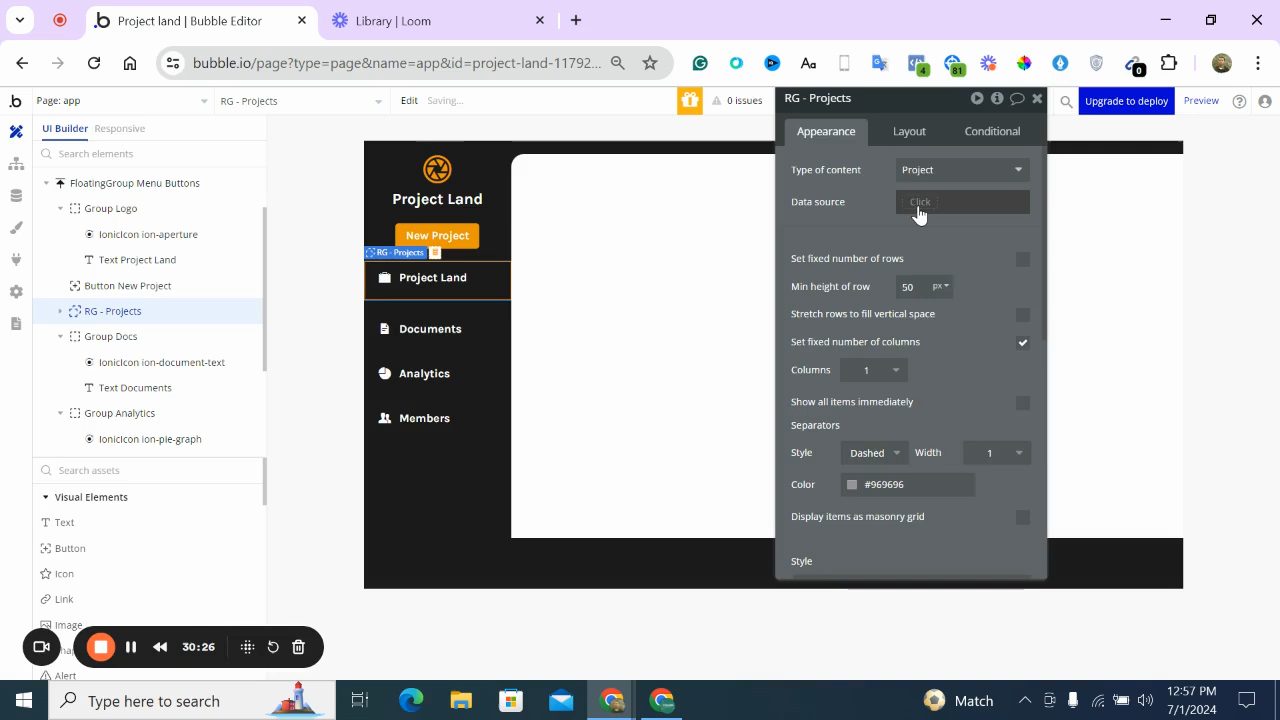 Project land | Bubble Editor
Library | Loom
bubble.io/page?type=page&name=app&id=project-land-11792...
4
81
0
Page: app
RG - Projects
Edit
Saving...
0 issues
Upgrade to deploy
Preview
UI Builder
Responsive
Search elements
FloatingGroup Menu Buttons
Group Logo
IonicIcon ion-aperture
Text Project Land
Button New Project
RG - Projects
Group Docs
IonicIcon ion-document-text
Text Documents
Group Analytics
IonicIcon ion-pie-graph
Search assets
Visual Elements
Text
Button
Icon
Link
Image
Alert
Project Land
New Project
RG - Projects
Project Land
Documents
Analytics
Members
RG - Projects
Appearance
Layout
Conditional
Type of content
Project
Data source
Click
Set fixed number of rows
Min height of row
50
px
Stretch rows to fill vertical space
Set fixed number of columns
Columns
1
Show all items immediately
Separators
Style
Dashed
Width
1
Color
#969696
Display items as masonry grid
Style
30:26
Type here to search
Match
12:57 PM
7/1/2024